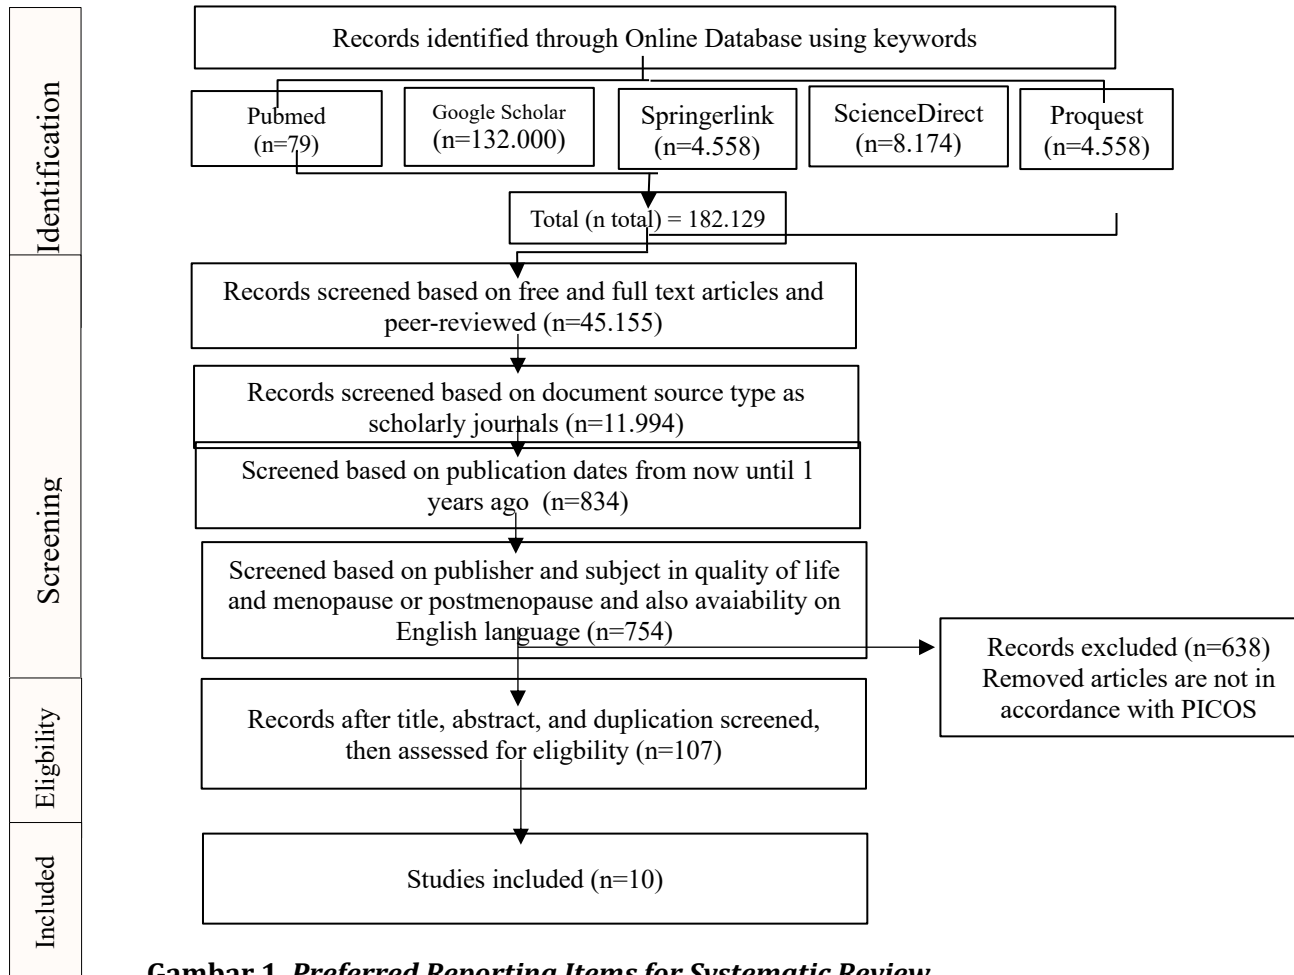 Identification
Records identified through Online Database using keywords
Pubmed
(n=79)
Google Scholar
(n=132.000)
Springerlink
(n=4.558)
ScienceDirect
(n=8.174)
Proquest
(n=4.558)
Total (n total) = 182.129
Screening
Records screened based on free and full text articles and
peer-reviewed (n=45.155)
Records screened based on document source type as
scholarly journals (n=11.994)
Screened based on publication dates from now until 1
years ago (n=834)
Screened based on publisher and subject in quality of life
and menopause or postmenopause and also avaiability on
English language (n=754)
Records excluded (n=638)
Removed articles are not in
accordance with PICOS
Eligbility
Records after title, abstract, and duplication screened,
then assessed for eligbility (n=107)
Included
Studies included (n=10)
Gambar 1. Preferred Reporting Items for Systematic Review